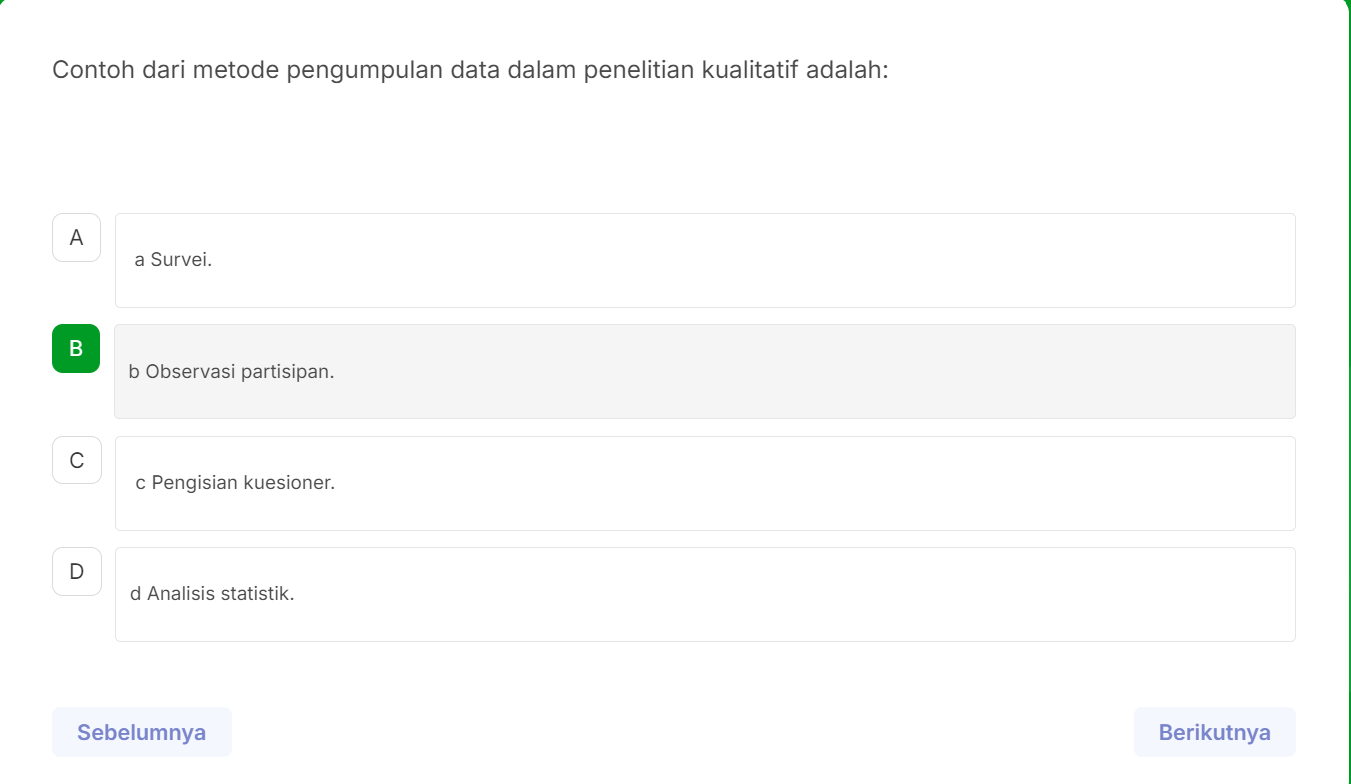 Contoh dari metode pengumpulan data dalam penelitian kualitatif adalah:
A
a Survei.
B
b Observasi partisipan.
C
c Pengisian kuesioner.
D
d Analisis statistik.
Sebelumnya
Berikutnya